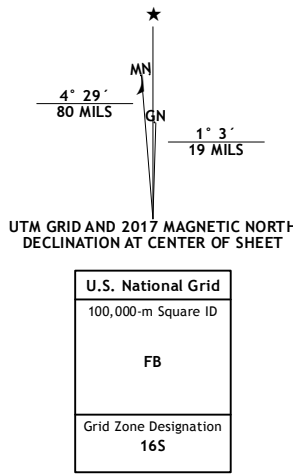 ★
MN
GN
4° 29´
80 MILS
1° 3´
19 MILS
UTM GRID AND 2017 MAGNETIC NORTH
DECLINATION AT CENTER OF SHEET
U.S. National Grid
100,000-m Square ID
FB
Grid Zone Designation
16S